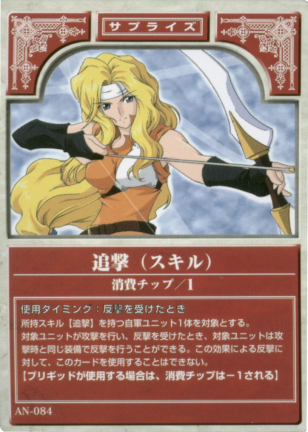 サプライズ
追撃（スキル）
消費チップ／1
使用タイミング：反撃を受けたとき
所持スキル【追撃】を持つ自軍ユニット1体を対象とする。
対象ユニットが攻撃を行い、反撃を受けたとき、対象ユニットは攻
撃時と同じ装備で反撃を行うことができる。この効果による反撃に
対して、このカードを使用することはできない。
【ブリギッドが使用する場合は、消費チップは－1される】
AN-084